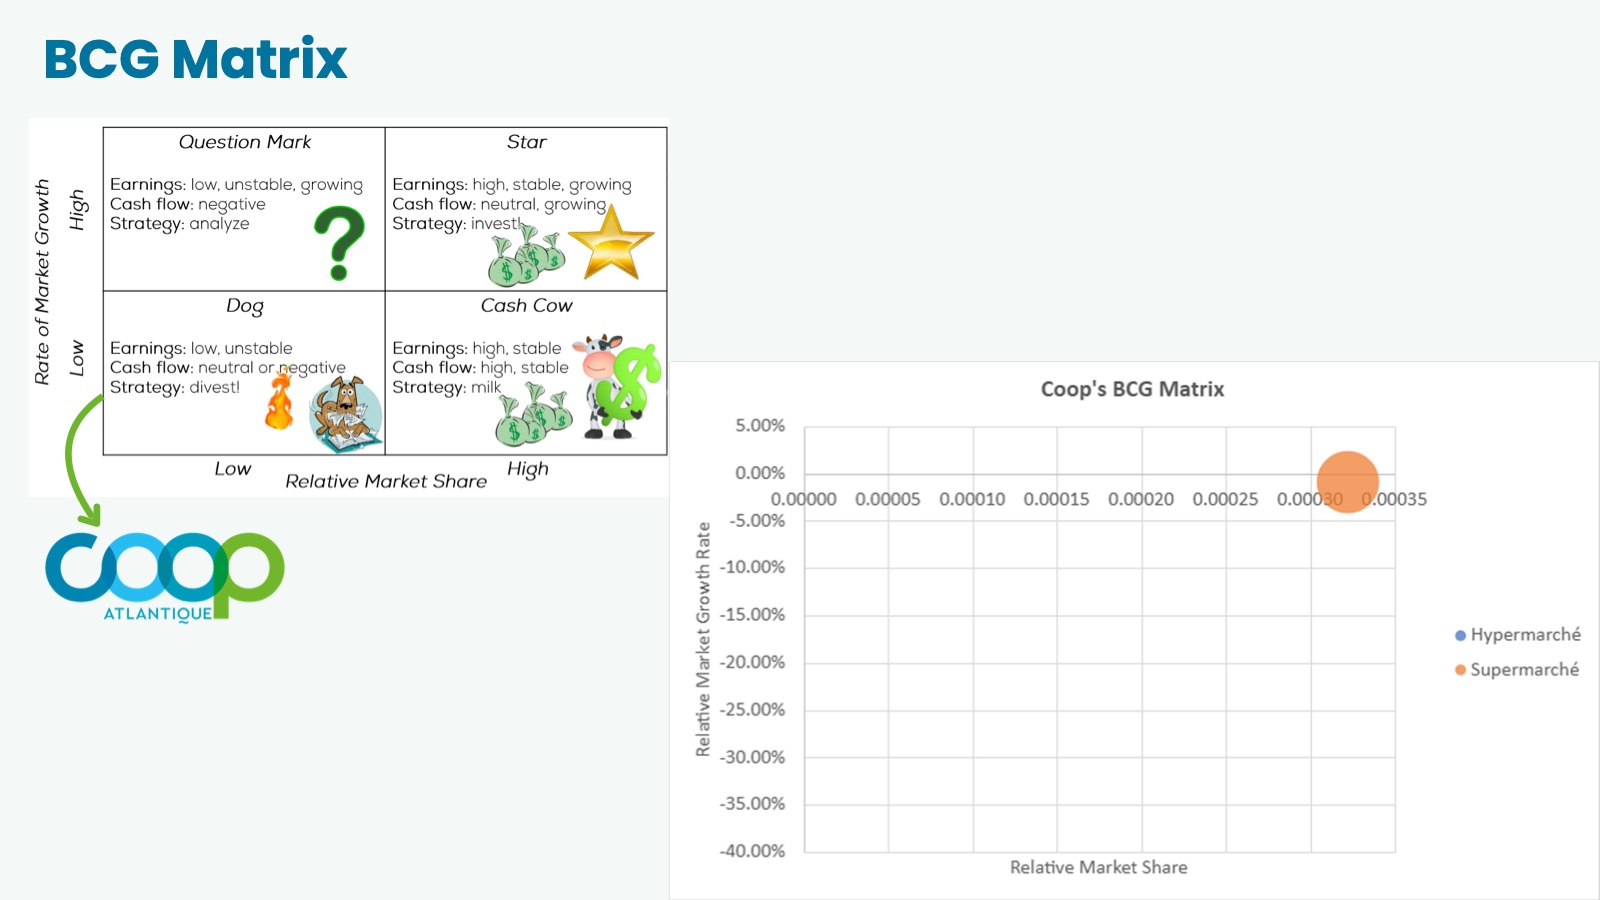 BCG Matrix
Question Mark
Earnings: low, unstable, growing
Cash flow: negative
Strategy: analyze
?
Star
Earnings: high, stable, growing
Cash flow: neutral, growing
Strategy: invest!
$ $ $ $
Dog
Earnings: low, unstable
Cash flow: neutral or negative
Strategy: divest!
Cash Cow
Earnings: high, stable
Cash flow: high, stable
Strategy: milk
$
$ $ $
Rate of Market Growth
High
Low
Low
High
Relative Market Share
coop
ATLANTIQUE
Coop's BCG Matrix
5.00%
0.00%
0.00000 0.00005 0.00010 0.00015 0.00020 0.00025 0.00030 0.00035
-5.00%
-10.00%
-15.00%
-20.00%
-25.00%
-30.00%
-35.00%
-40.00%
Relative Market Growth Rate
Relative Market Share
Hypermarché
Supermarché